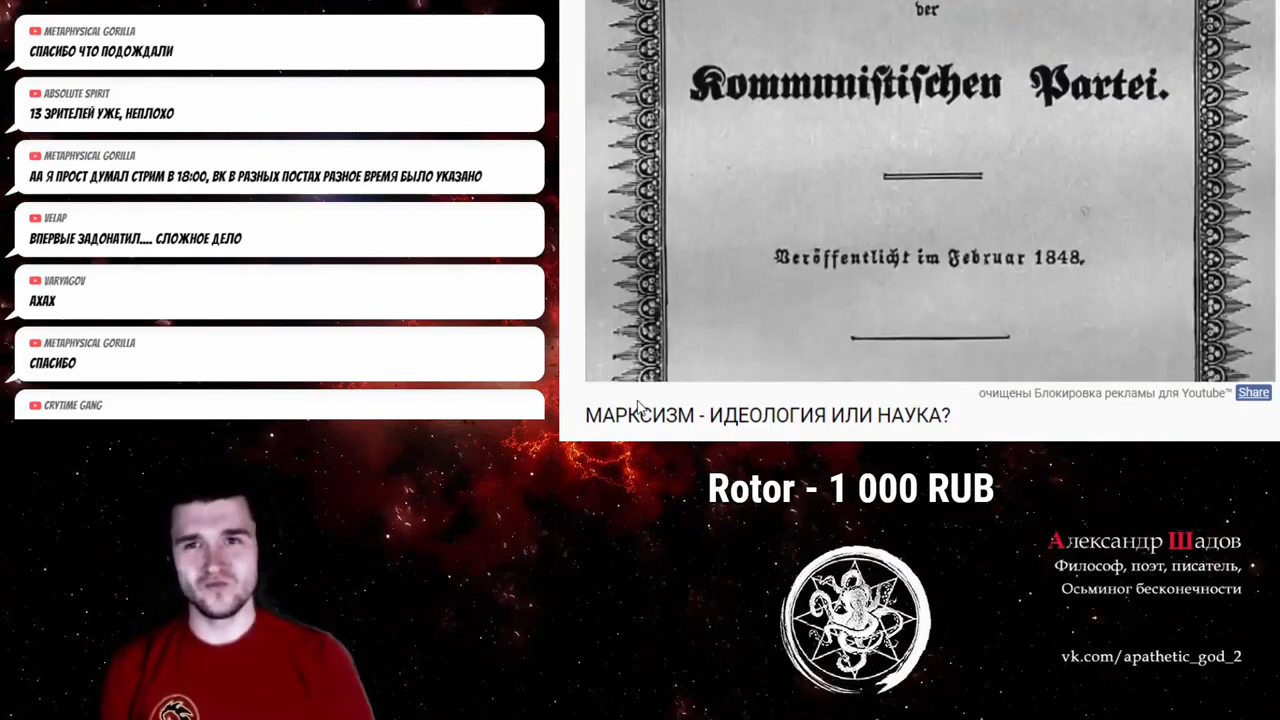 METAPHYSICAL GORILLA
СПАСИБО ЧТО ПОДОЖДАЛИ
ABSOLUTE SPIRIT
13 ЗРИТЕЛЕЙ УЖЕ, НЕПЛОХО
METAPHYSICAL GORILLA
АА Я ПРОСТ ДУМАЛ СТРИМ В 18:00, ВК В РАЗНЫХ ПОСТАХ РАЗНОЕ ВРЕМЯ БЫЛО УКАЗАНО
VELAP
ВПЕРВЫЕ ЗАДОНАТИЛ.... СЛОЖНОЕ ДЕЛО
VARYAGOV
АХАХ
METAPHYSICAL GORILLA
СПАСИБО
CRYTIME GANG
der
Kommunistischen Partei.
Veröffentlicht im Februar 1848.
очищены Блокировка рекламы для Youtube™ Share
МАРКСИЗМ - ИДЕОЛОГИЯ ИЛИ НАУКА?
Rotor - 1 000 RUB
Александр Шадов
Философ, поэт, писатель,
Осьминог бесконечности
vk.com/apathetic_god_2